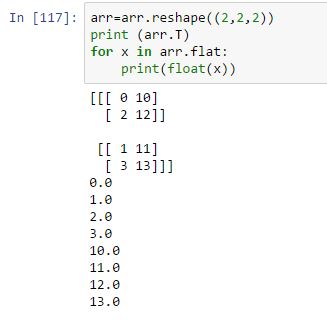 In [117]: arr=arr.reshape((2,2,2))
print (arr.T)
for x in arr.flat:
    print(float(x))
[[[ 0 10]
  [ 2 12]]

 [[ 1 11]
  [ 3 13]]]
0.0
1.0
2.0
3.0
10.0
11.0
12.0
13.0